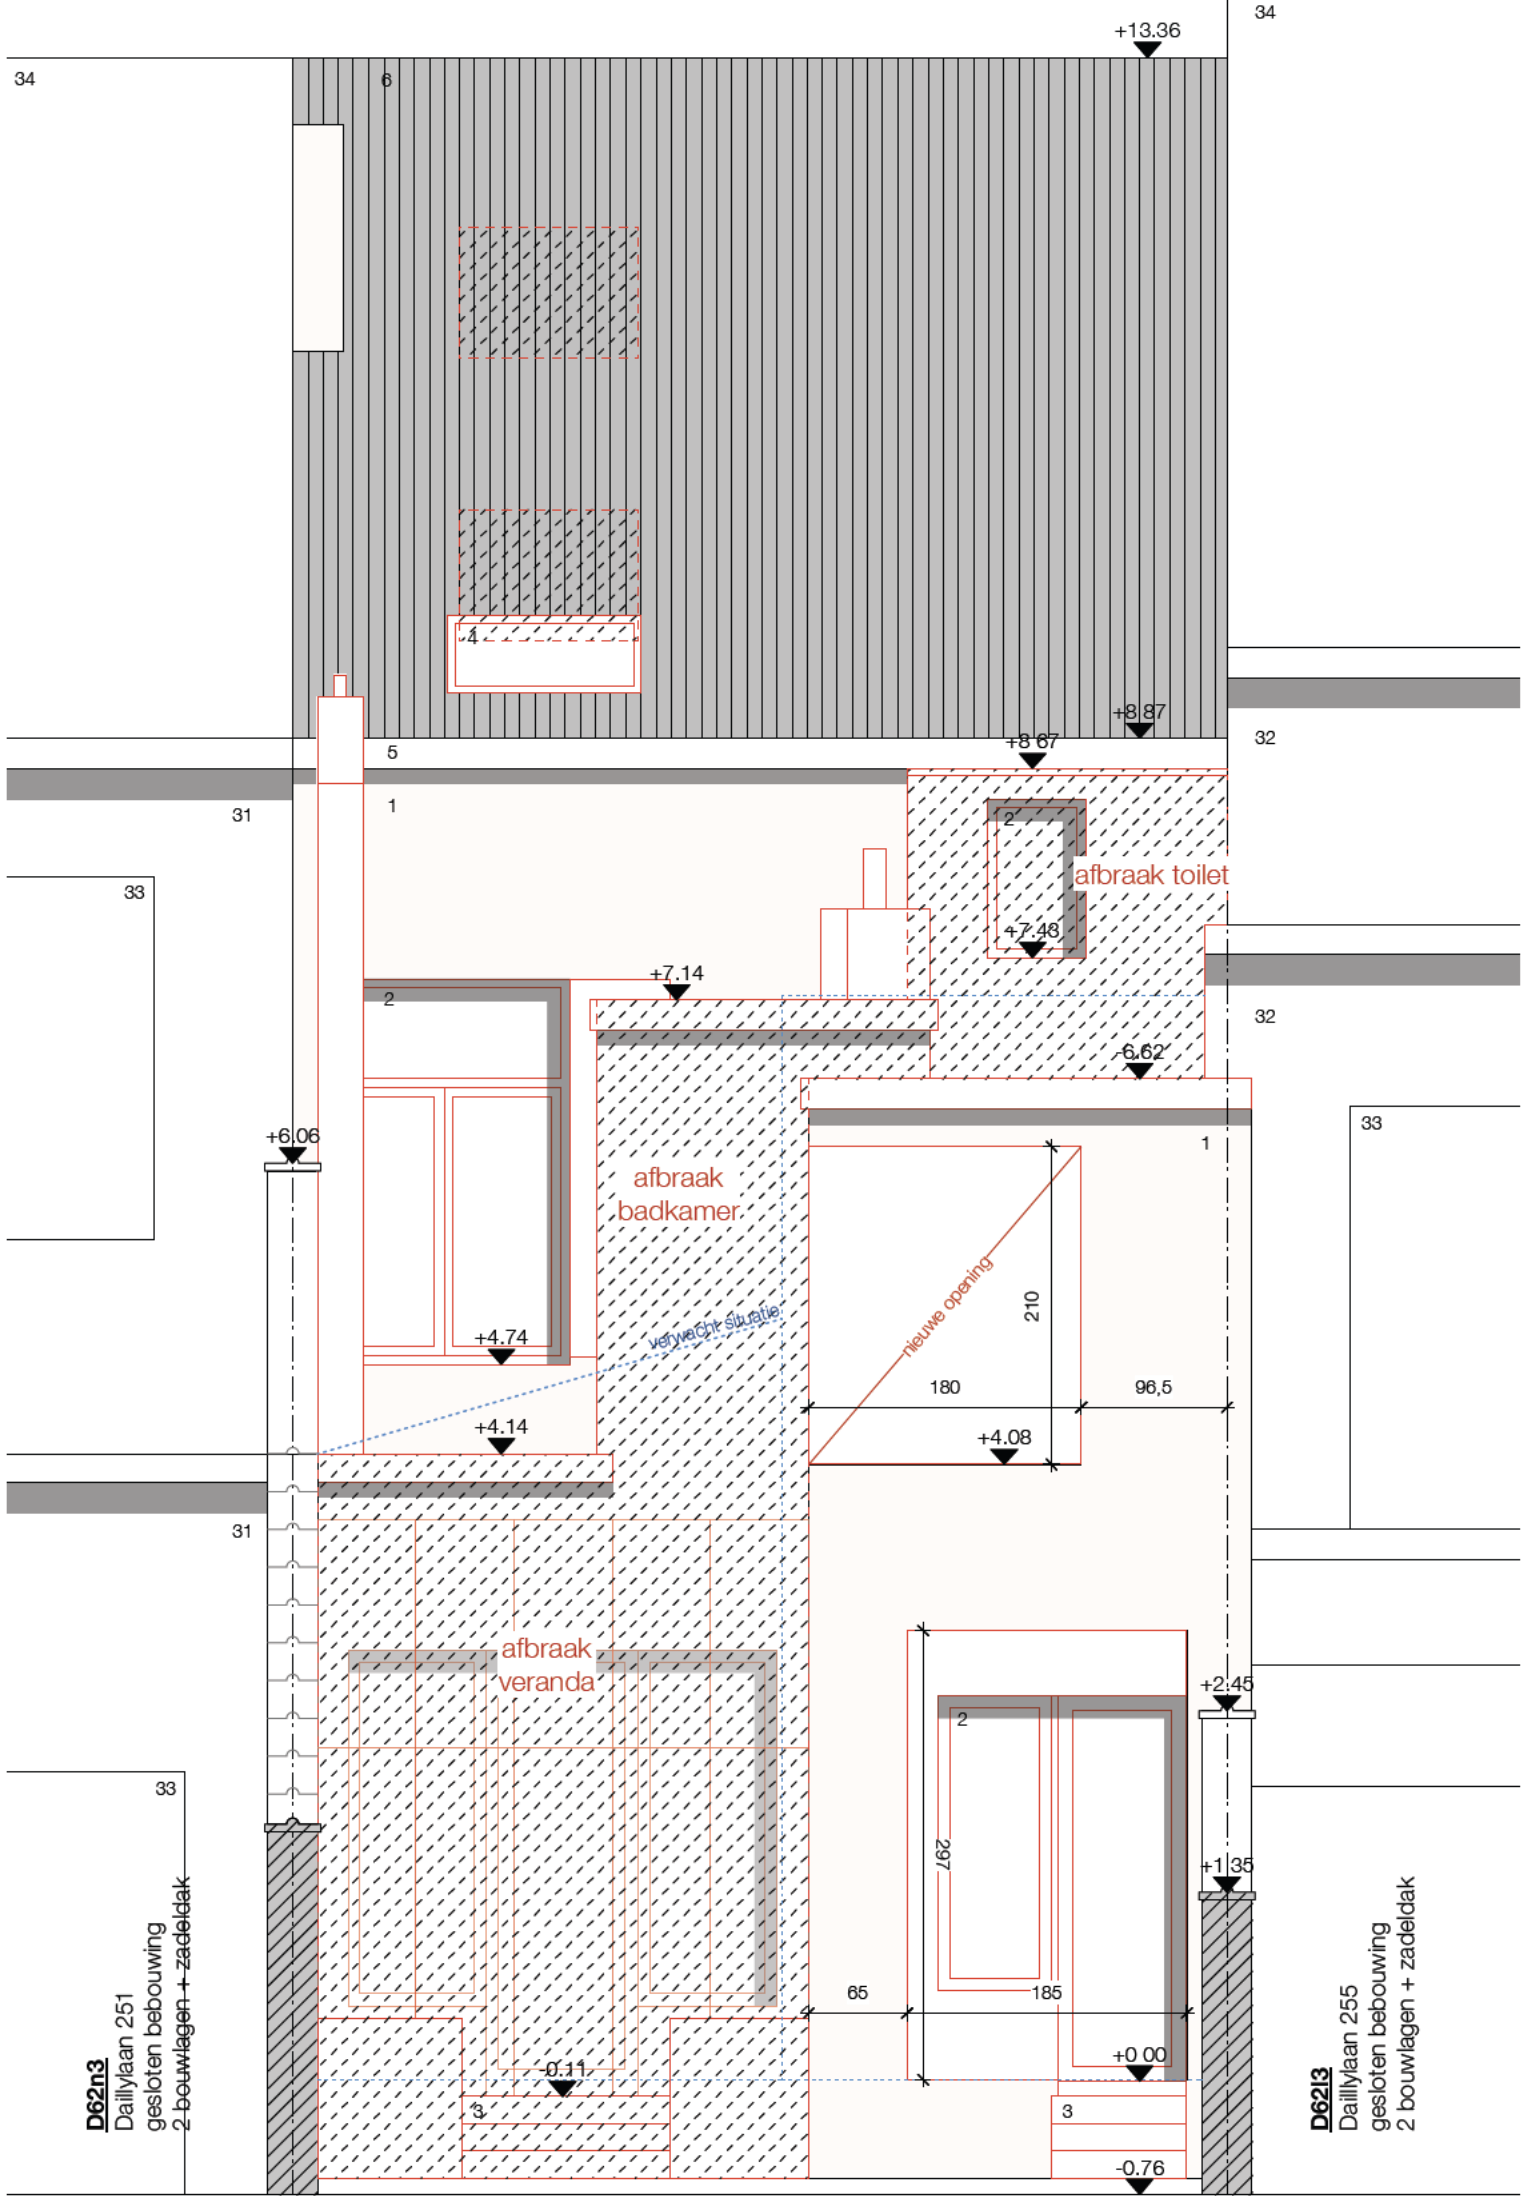 34
+13.36
34
6
4
+8.87
5
+8 67
32
1
31
2
afbraak toilet
33
+7.43
+7.14
2
32
-6.62
33
+6.06
1
afbraak
badkamer
nieuwe opening
210
verwacht situatie
+4.74
180
96,5
+4.14
+4.08
31
afbraak
veranda
+2.45
2
33
297
+1.35
65
185
-0.11
+0 00
3
3
-0.76
D62n3
Daillylaan 251
gesloten bebouwing
2 bouwlagen + zadeldak
D62l3
Daillylaan 255
gesloten bebouwing
2 bouwlagen + zadeldak